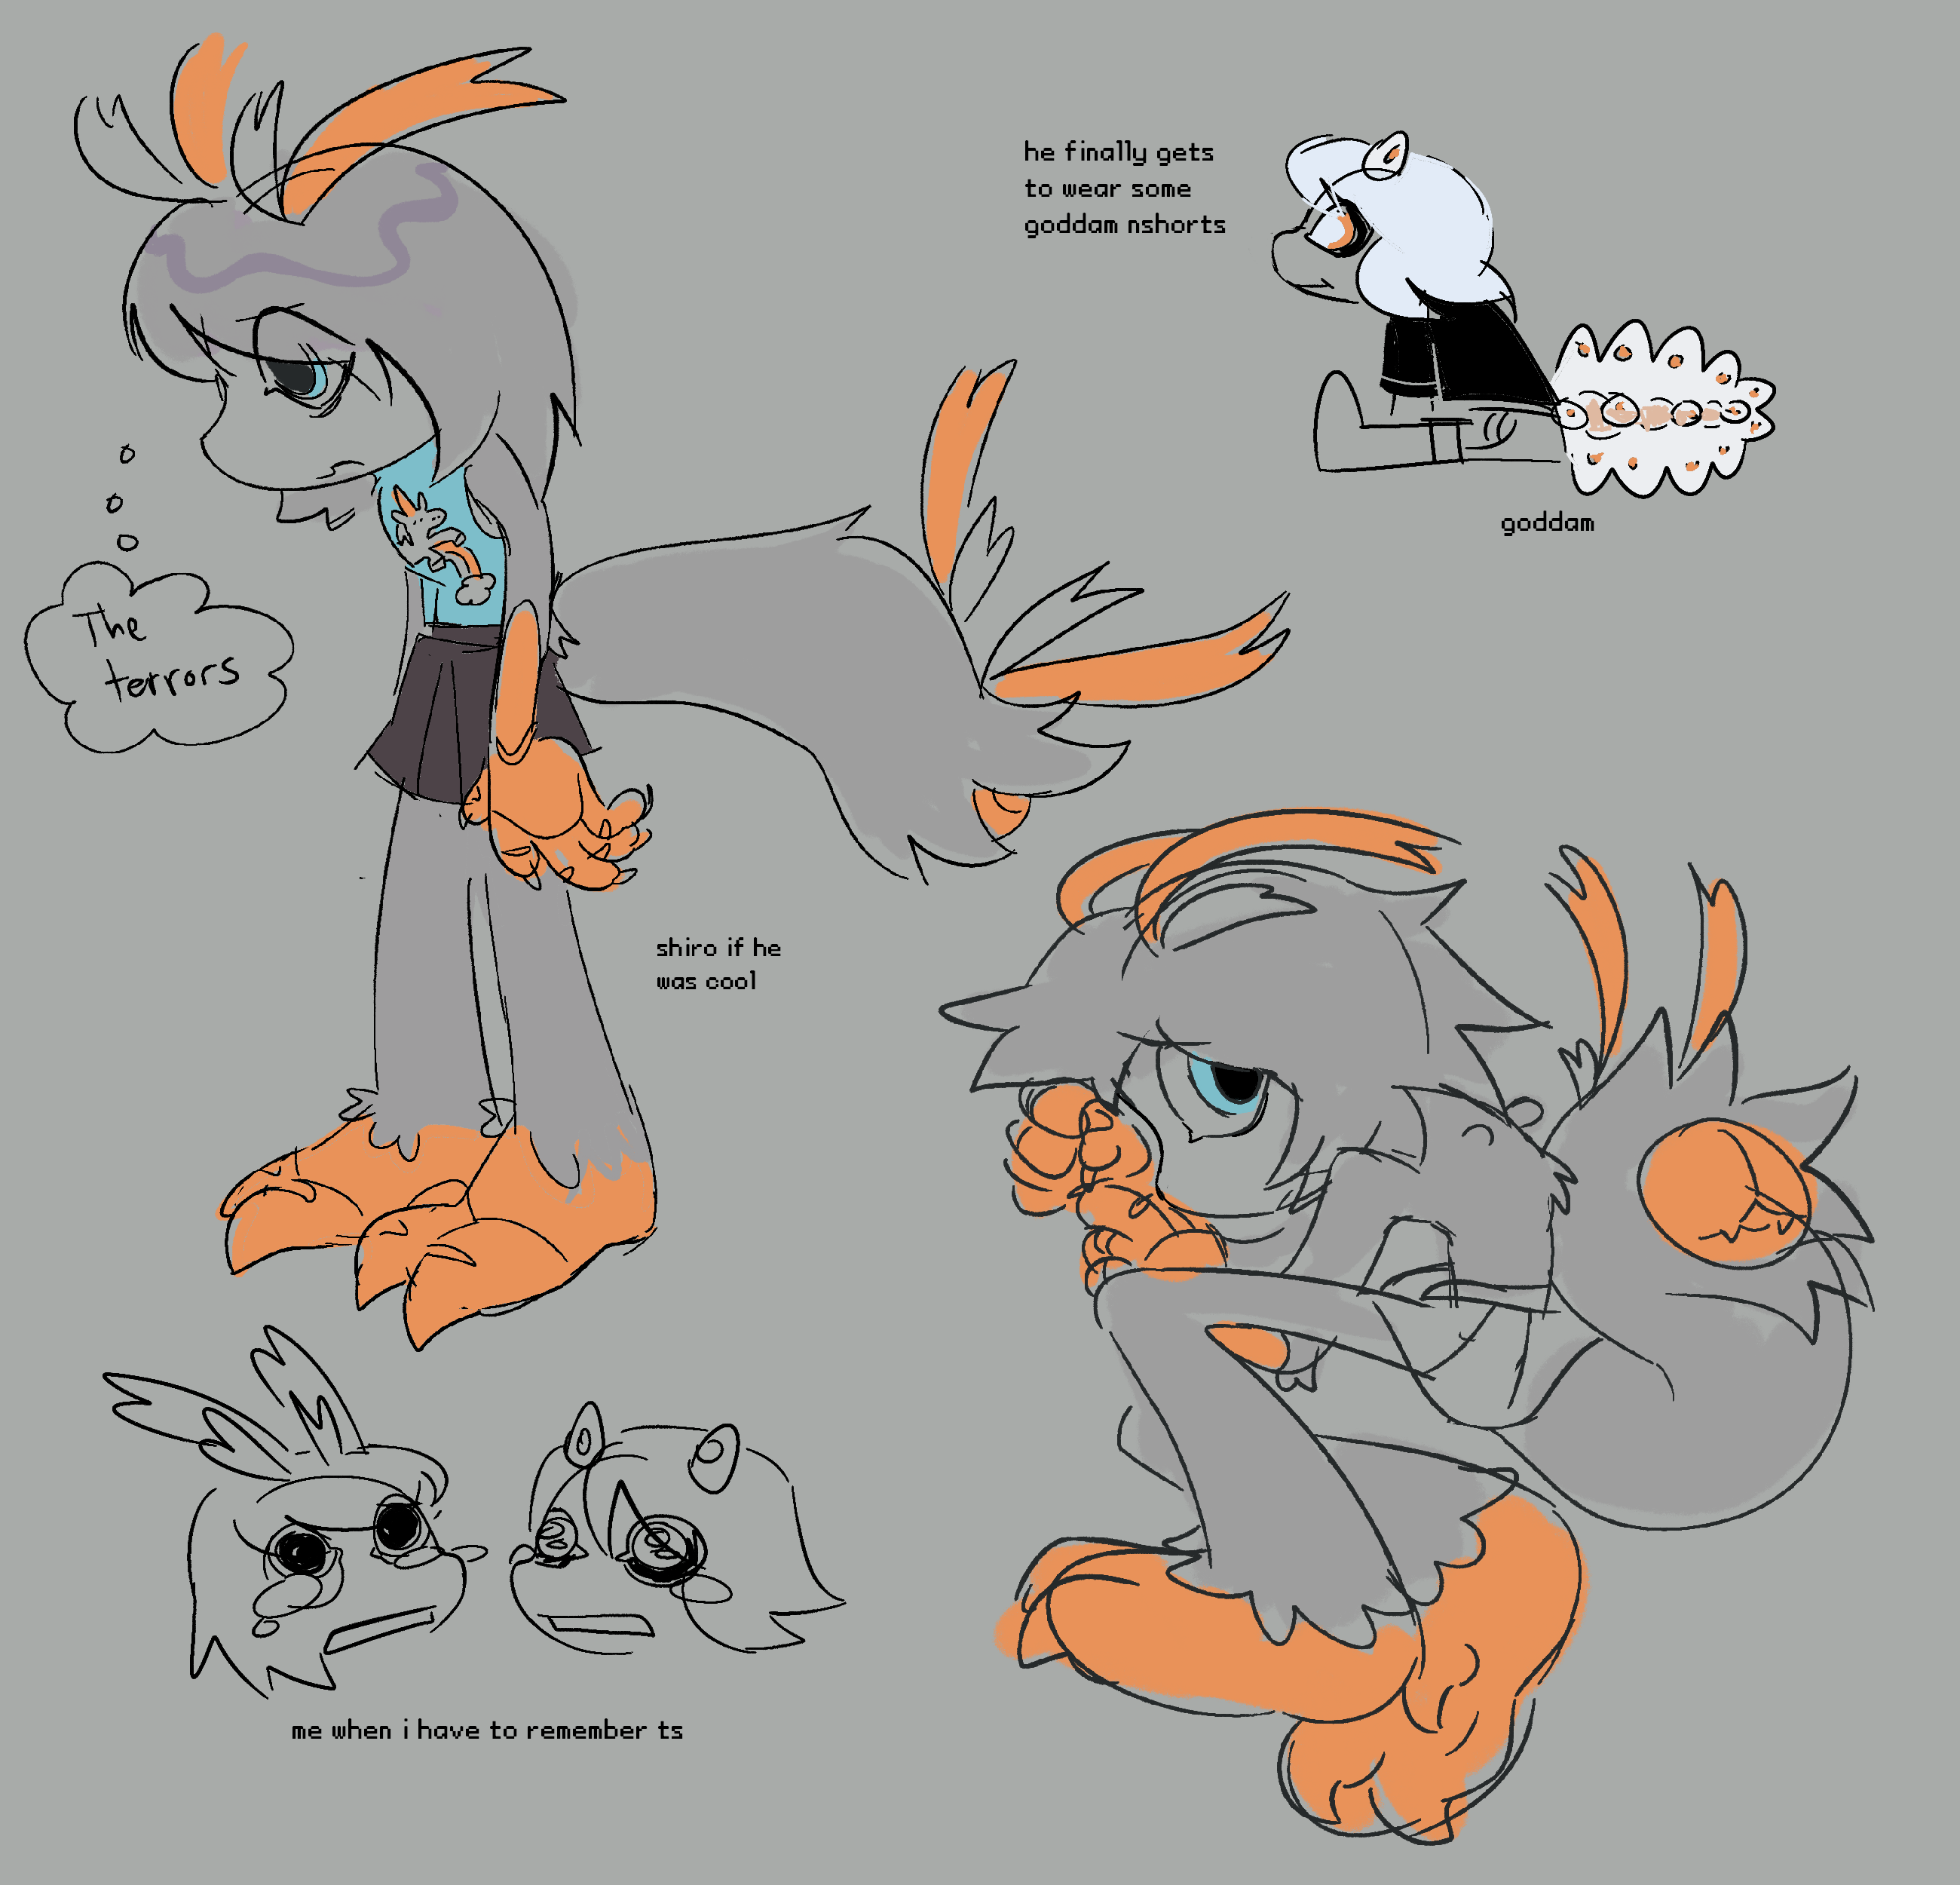 he finally gets
to wear some
goddam nshorts
goddam
The
terrors
shiro if he
was cool
me when i have to remember ts